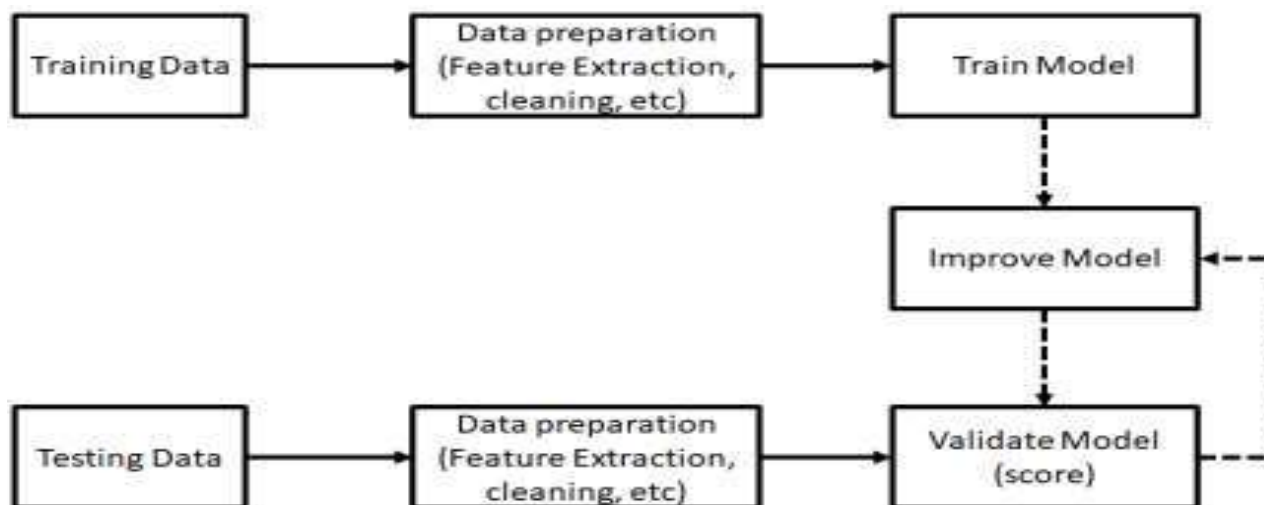 Training Data
Data preparation
(Feature Extraction,
cleaning, etc)
Train Model
Improve Model
Testing Data
Data preparation
(Feature Extraction,
cleaning, etc)
Validate Model
(score)